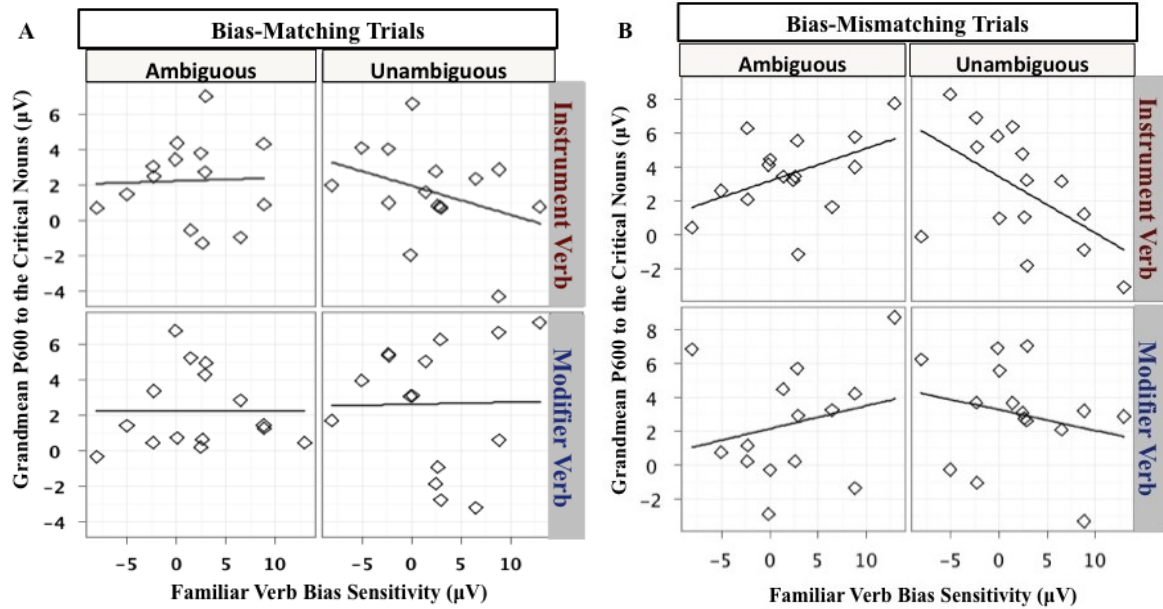 A
Bias-Matching Trials
Ambiguous
Unambiguous
Grandmean P600 to the Critical Nouns (µV)
6
4
2
0
−2
−4
Instrument Verb
6
4
2
0
−2
−4
Modifier Verb
−5
0
5
10
−5
0
5
10
Familiar Verb Bias Sensitivity (µV)
B
Bias-Mismatching Trials
Ambiguous
Unambiguous
Grandmean P600 to the Critical Nouns (µV)
8
6
4
2
0
−2
Instrument Verb
8
6
4
2
0
−2
Modifier Verb
−5
0
5
10
−5
0
5
10
Familiar Verb Bias Sensitivity (µV)